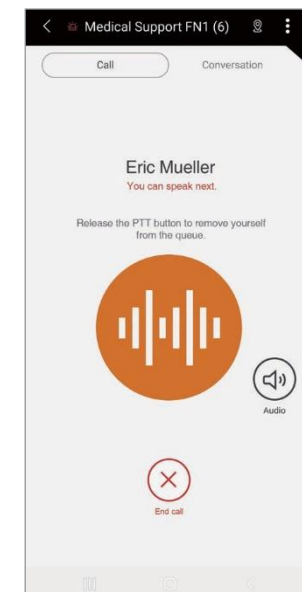 Medical Support FN1 (6)
Call
Conversation
Eric Mueller
You can speak next.
Release the PTT button to remove yourself
from the queue.
Audio
End call